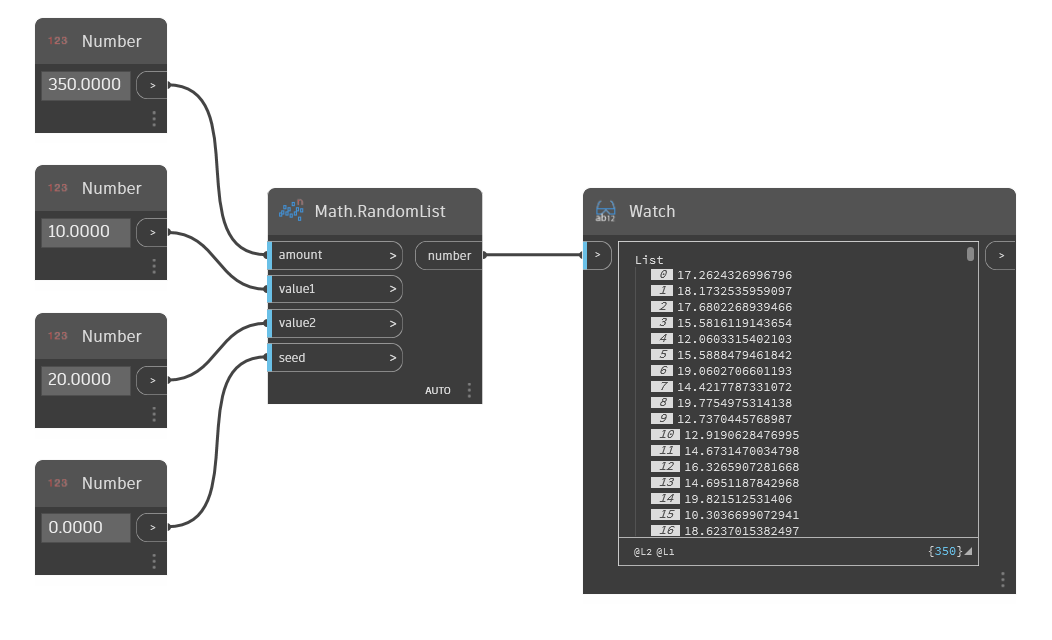 123 Number
350.0000 >
123 Number
10.0000 >
123 Number
20.0000 >
123 Number
0.0000 >
n Math.RandomList
amount > number
value1 >
value2 >
seed >
AUTO
ab12 Watch
> >
List
0 17.2624326996796
1 18.1732535959097
2 17.6802268939466
3 15.5816119143654
4 12.0603315402103
5 15.5888479461842
6 19.0602706601193
7 14.4217787331072
8 19.7754975314138
9 12.7370445768987
10 12.9190628476995
11 14.6731470034798
12 16.3265907281668
13 14.6951187842968
14 19.821512531406
15 10.3036699072941
16 18.6237015382497
@L2 @L1 {350}